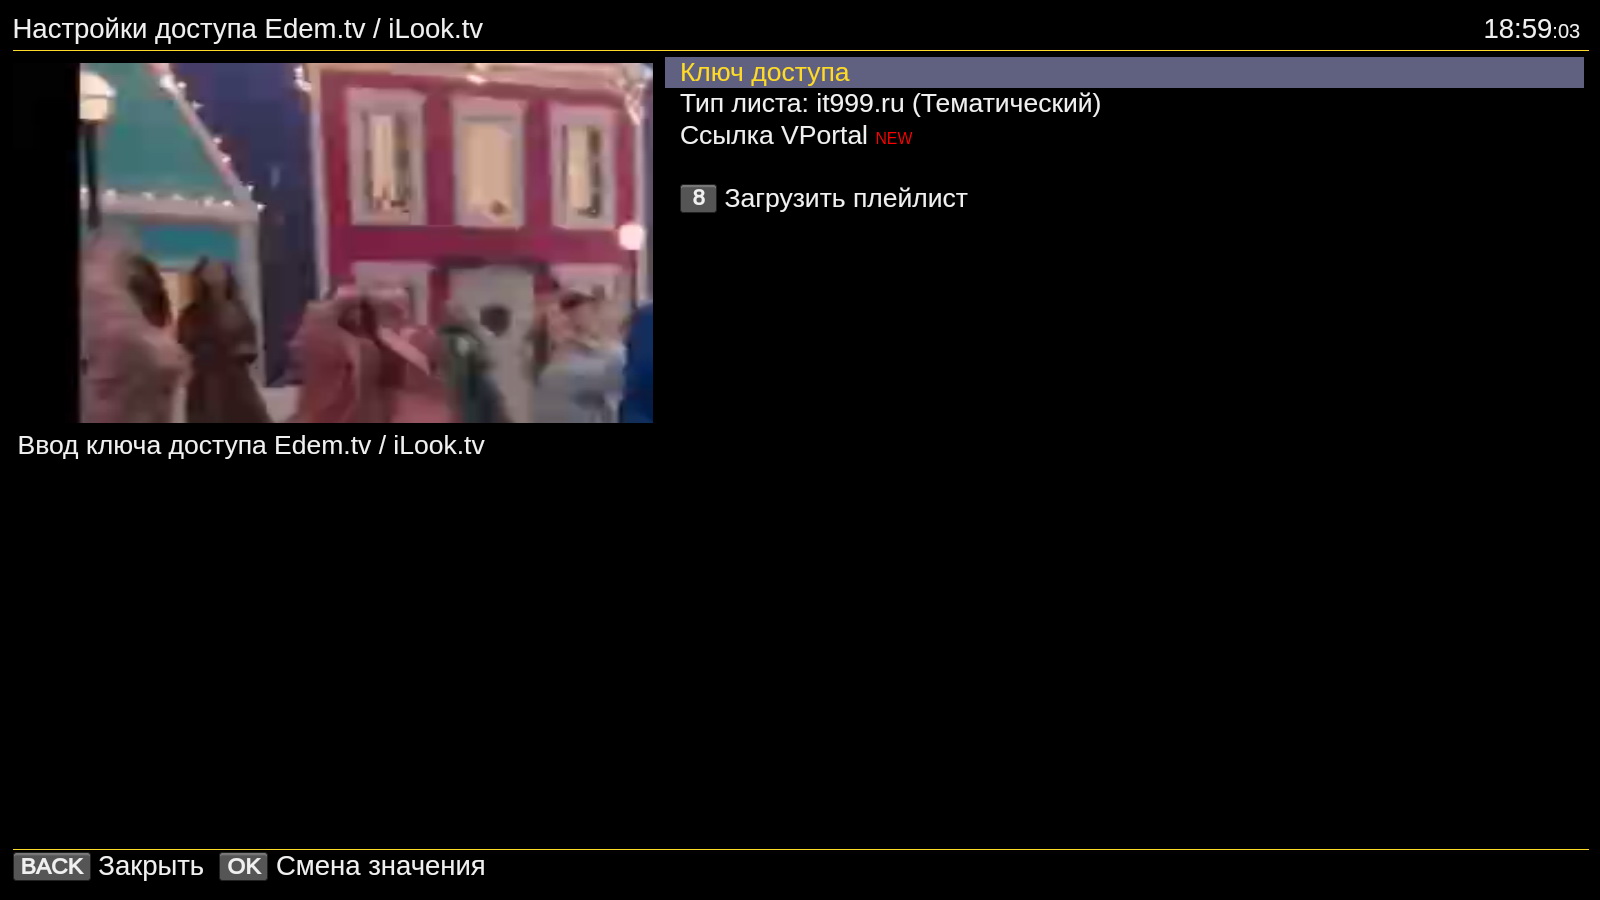 Настройки доступа Edem.tv / iLook.tv
18:59:03
Ключ доступа
Тип листа: it999.ru (Тематический)
Ссылка VPortal NEW
8 Загрузить плейлист
Ввод ключа доступа Edem.tv / iLook.tv
BACK Закрыть OK Смена значения